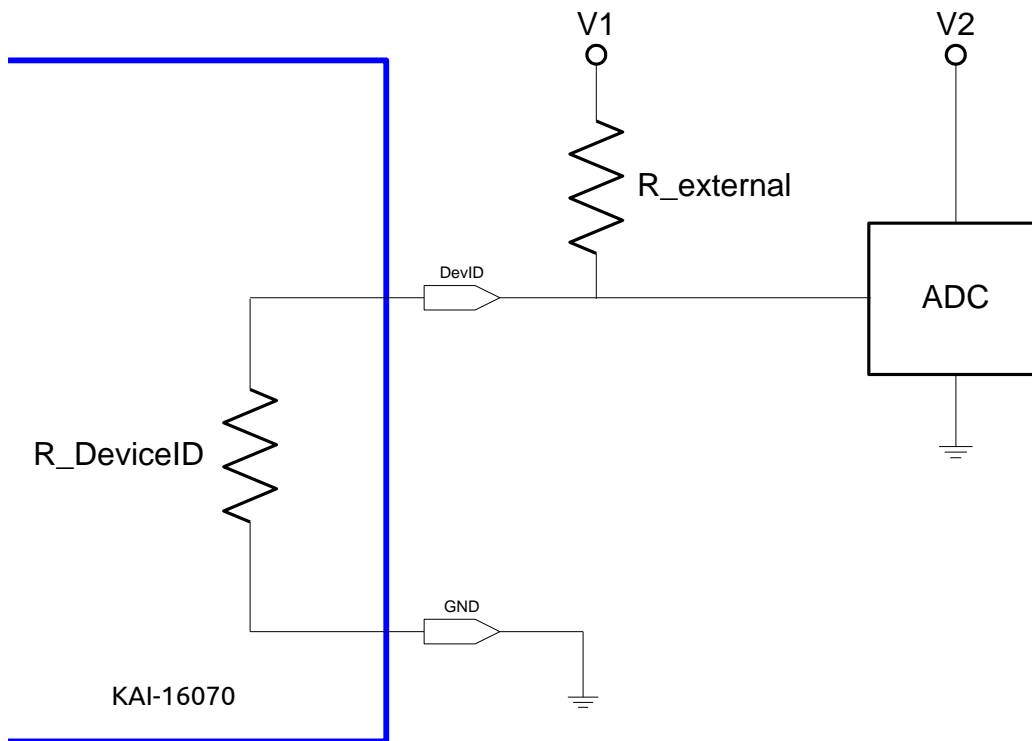 V1
V2
R_external
DevID
ADC
R_DeviceID
GND
KAI-16070